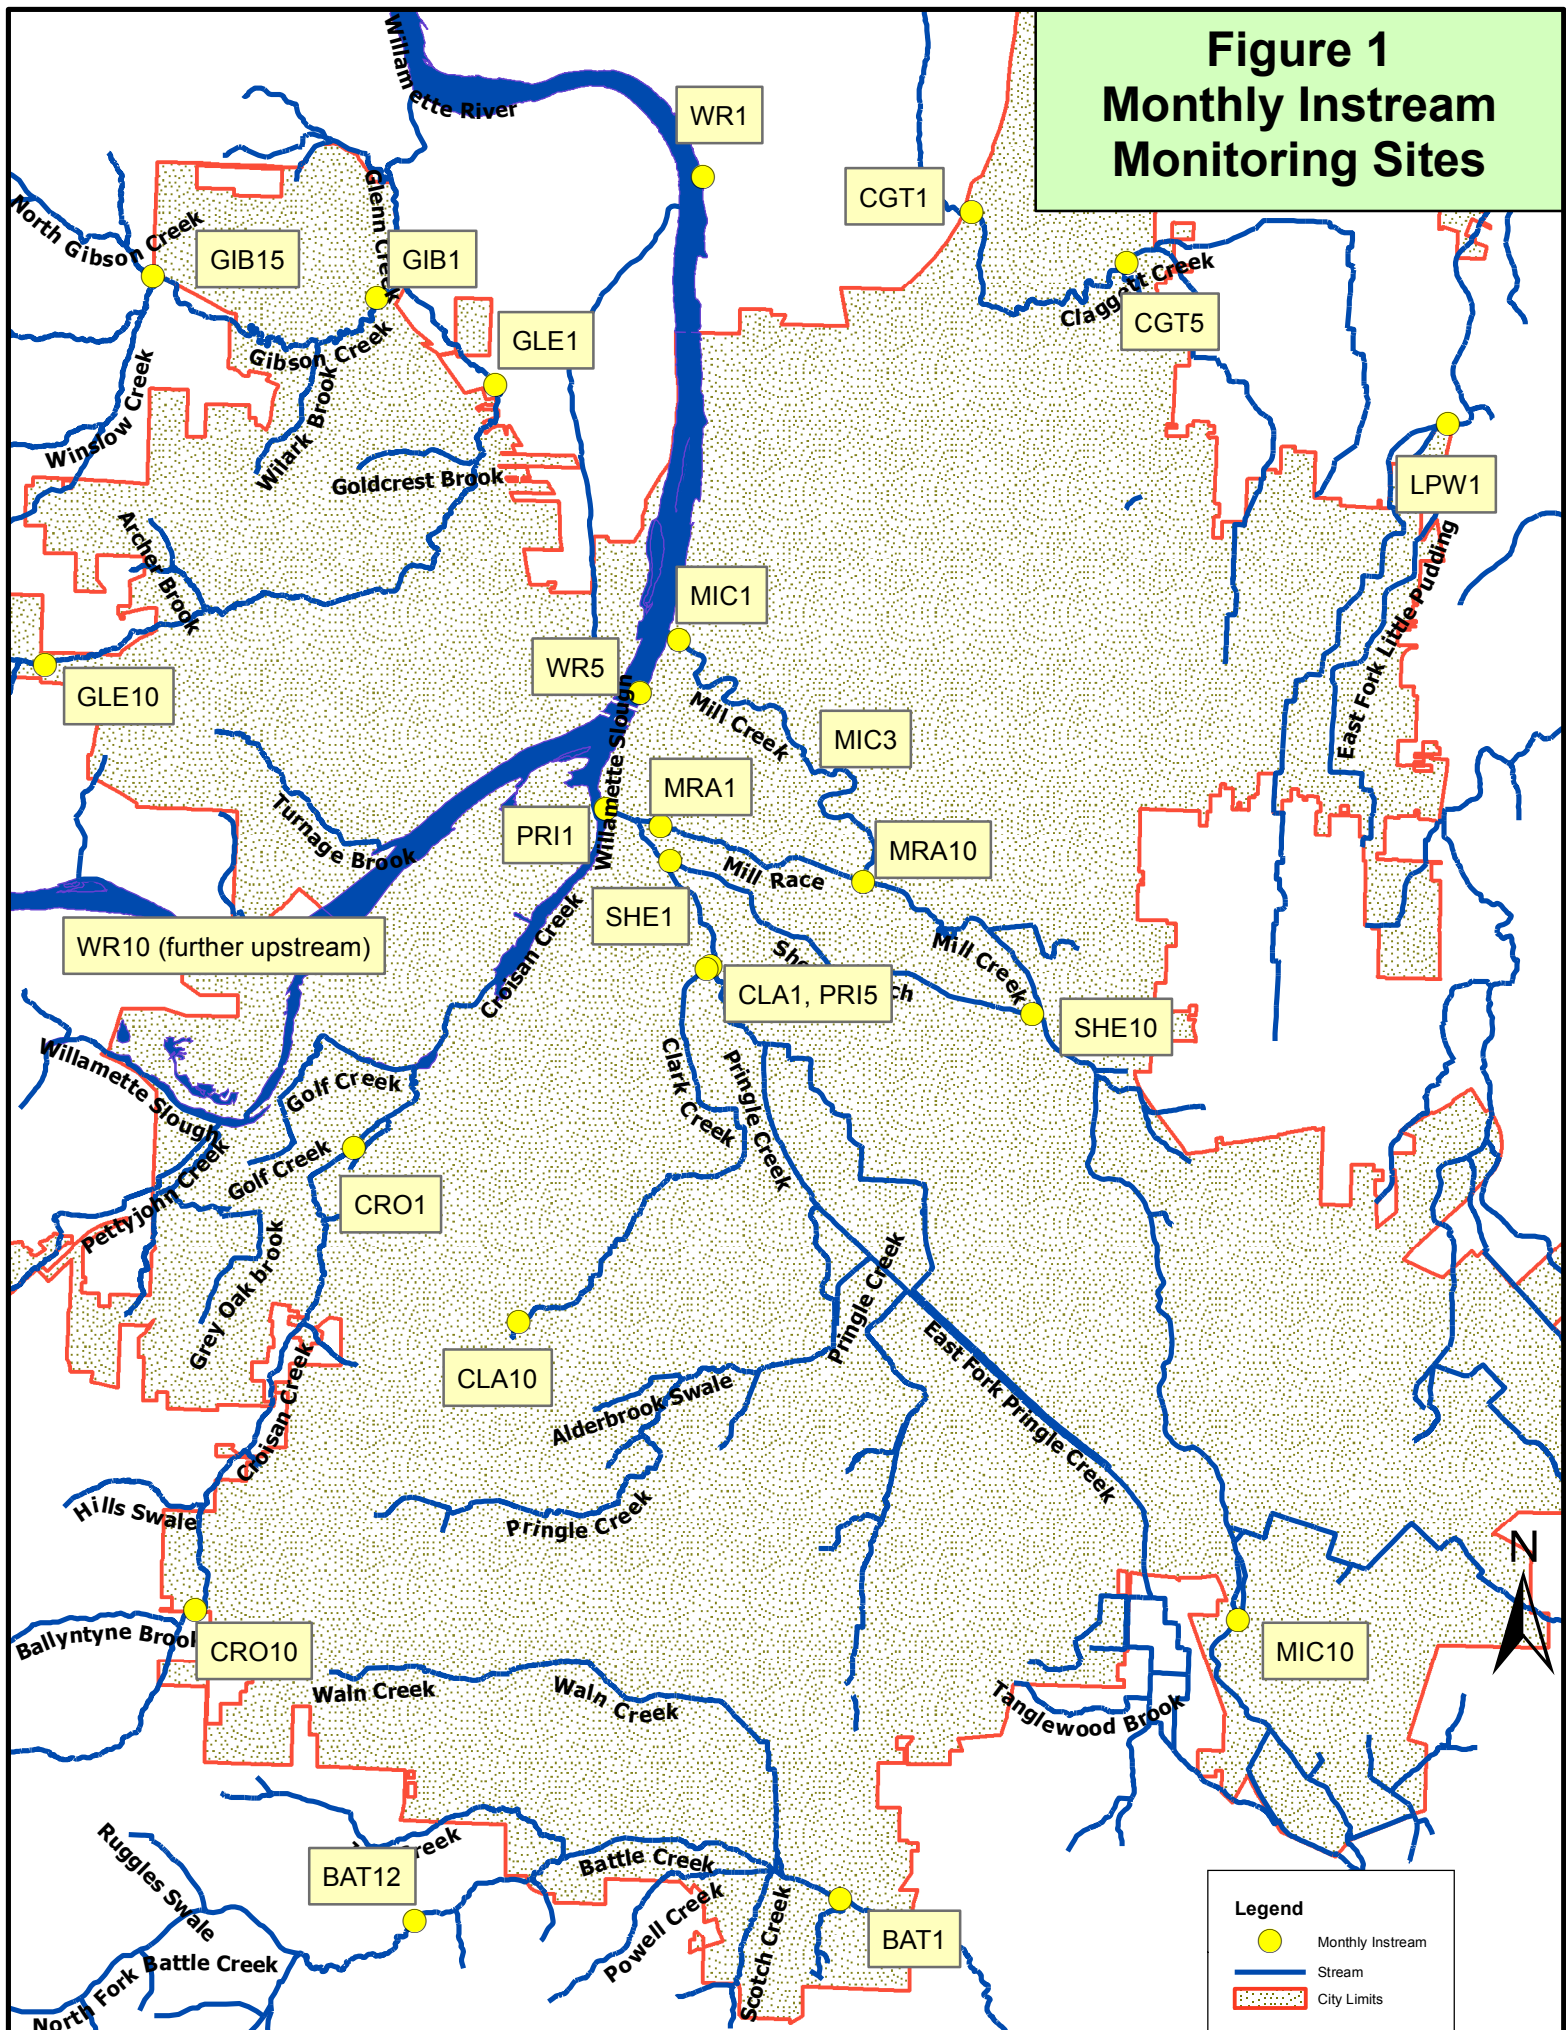 Figure 1
Monthly Instream
Monitoring Sites
Willamette River
WR1
CGT1
North Gibson Creek
GIB15
Glenn Creek
GIB1
Claggett Creek
CGT5
GLE1
Gibson Creek
Winslow Creek
Wilark Brook
Goldcrest Brook
LPW1
Archer Brook
East Fork Little Pudding
MIC1
WR5
GLE10
Willamette Slough
Mill Creek
MIC3
MRA1
Turnage Brook
PRI1
MRA10
Mill Race
SHE1
WR10 (further upstream)
Croisan Creek
Mill Creek
CLA1, PRI5
SHE10
Willamette Slough
Golf Creek
Clark Creek
Pringle Creek
Golf Creek
Pettyjohn Creek
CRO1
Grey Oak brook
Pringle Creek
East Fork Pringle Creek
CLA10
Alderbrook Swale
Croisan Creek
Hills Swale
Pringle Creek
N
Ballyntyne Brook
CRO10
MIC10
Waln Creek
Waln Creek
Tanglewood Brook
Creek
Ruggles Swale
BAT12
Battle Creek
Powell Creek
Scotch Creek
BAT1
Battle Creek
North Fork
Legend
Monthly Instream
Stream
City Limits